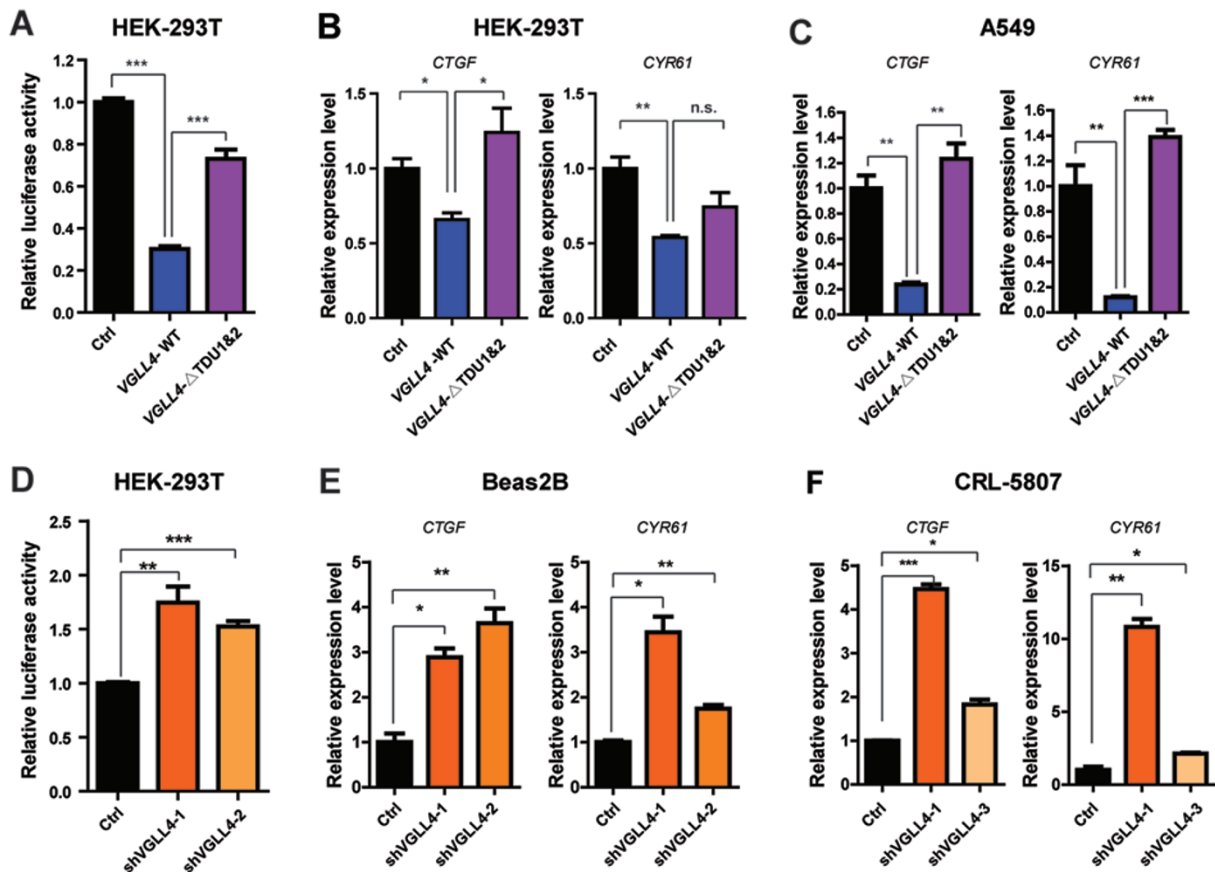 A
HEK-293T
Relative luciferase activity
1.2
1.0
0.8
0.6
0.4
0.2
0.0
***
***
Ctrl
VGLL4-WT
VGLL4-△TDU1&2
B
HEK-293T
CTGF
Relative expression level
1.5
1.0
0.5
0.0
*
*
Ctrl
VGLL4-WT
VGLL4-△TDU1&2
CYR61
Relative expression level
1.5
1.0
0.5
0.0
**
n.s.
Ctrl
VGLL4-WT
VGLL4-△TDU1&2
C
A549
CTGF
Relative expression level
1.6
1.4
1.2
1.0
0.8
0.6
0.4
0.2
0.0
**
**
Ctrl
VGLL4-WT
VGLL4-△TDU1&2
CYR61
Relative expression level
1.6
1.4
1.2
1.0
0.8
0.6
0.4
0.2
0.0
**
***
Ctrl
VGLL4-WT
VGLL4-△TDU1&2
D
HEK-293T
Relative luciferase activity
2.5
2.0
1.5
1.0
0.5
0.0
***
**
Ctrl
shVGLL4-1
shVGLL4-2
E
Beas2B
CTGF
Relative expression level
5
4
3
2
1
0
**
*
Ctrl
shVGLL4-1
shVGLL4-2
CYR61
Relative expression level
5
4
3
2
1
0
**
*
Ctrl
shVGLL4-1
shVGLL4-2
F
CRL-5807
CTGF
Relative expression level
5
4
3
2
1
0
*
***
Ctrl
shVGLL4-1
shVGLL4-3
CYR61
Relative expression level
15
10
5
0
*
**
Ctrl
shVGLL4-1
shVGLL4-3